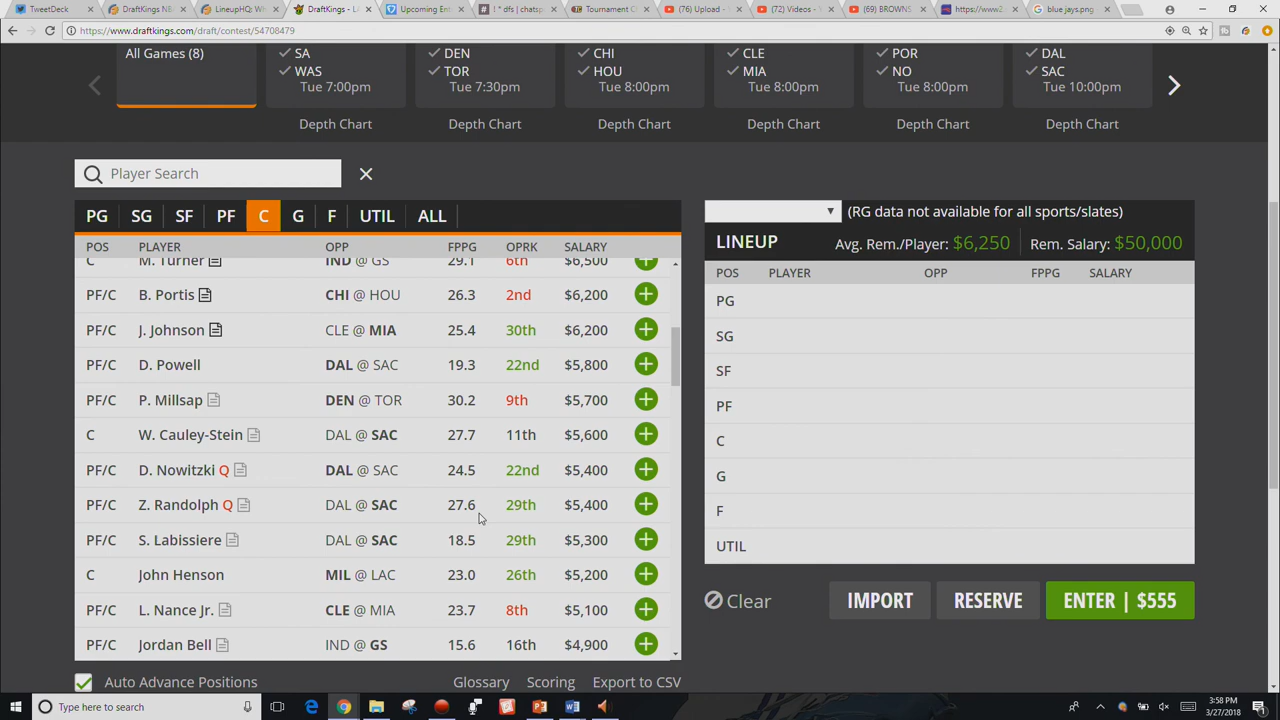 TweetDeck DraftKings NB LineupHQ: Wh DraftKings - Li Upcoming Ent ! * dfs | chatsp Tournament C (76) Upload - (72) Videos - (69) BROWNS https://www2. blue jays.png
https://www.draftkings.com/draft/contest/54708479
All Games (8) SA DEN CHI CLE POR DAL
WAS TOR HOU MIA NO SAC
Tue 7:00pm Tue 7:30pm Tue 8:00pm Tue 8:00pm Tue 8:00pm Tue 10:00pm
Depth Chart Depth Chart Depth Chart Depth Chart Depth Chart Depth Chart
Player Search
PG SG SF PF C G F UTIL ALL
POS PLAYER OPP FPPG OPRK SALARY
C M. Turner IND @ GS 29.1 6th $6,500
PF/C B. Portis CHI @ HOU 26.3 2nd $6,200
PF/C J. Johnson CLE @ MIA 25.4 30th $6,200
PF/C D. Powell DAL @ SAC 19.3 22nd $5,800
PF/C P. Millsap DEN @ TOR 30.2 9th $5,700
C W. Cauley-Stein DAL @ SAC 27.7 11th $5,600
PF/C D. Nowitzki Q DAL @ SAC 24.5 22nd $5,400
PF/C Z. Randolph Q DAL @ SAC 27.6 29th $5,400
PF/C S. Labissiere DAL @ SAC 18.5 29th $5,300
C John Henson MIL @ LAC 23.0 26th $5,200
PF/C L. Nance Jr. CLE @ MIA 23.7 8th $5,100
PF/C Jordan Bell IND @ GS 15.6 16th $4,900
Auto Advance Positions Glossary Scoring Export to CSV
(RG data not available for all sports/slates)
LINEUP Avg. Rem./Player: $6,250 Rem. Salary: $50,000
POS PLAYER OPP FPPG SALARY
PG
SG
SF
PF
C
G
F
UTIL
Clear IMPORT RESERVE ENTER | $555
Type here to search
3:58 PM
3/27/2018